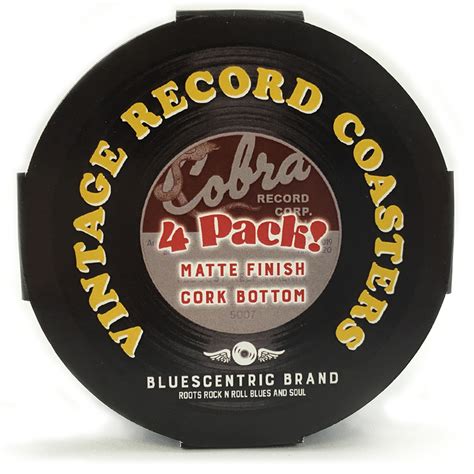 VINTAGE RECORD COASTERS
Cobra
RECORD
CORP.
4 Pack!
MATTE FINISH
CORK BOTTOM
5007
BLUESCENTRIC BRAND
ROOTS ROCK N ROLL BLUES AND SOUL